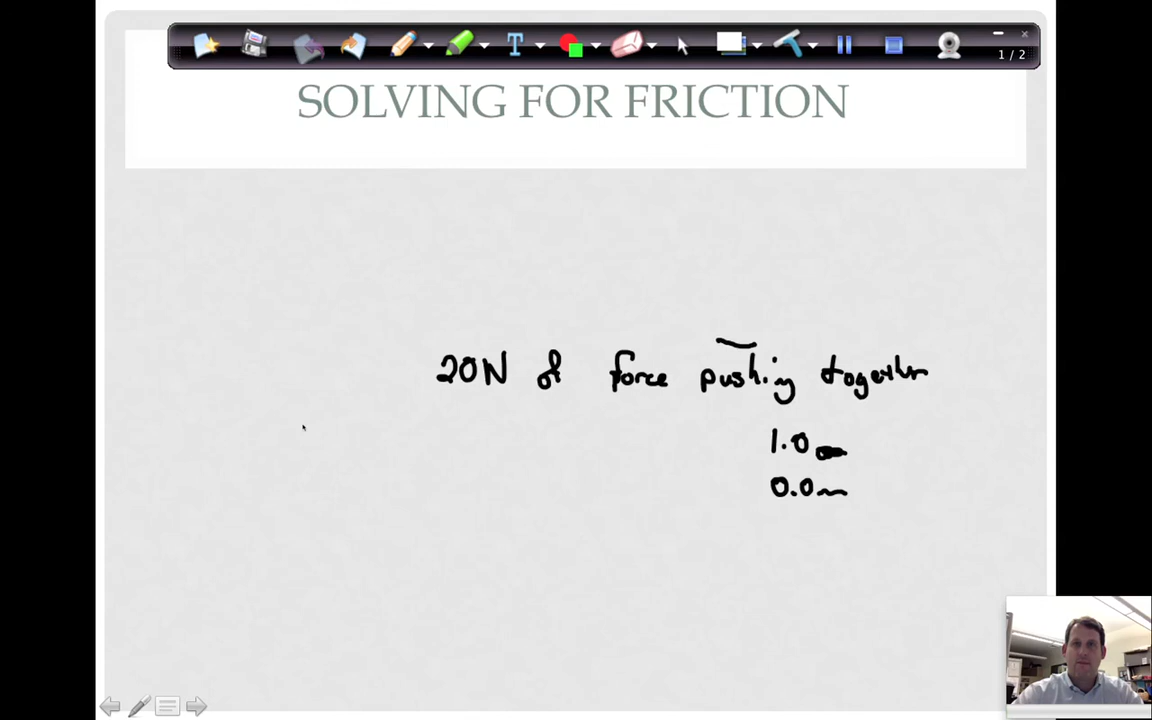 1 / 2
SOLVING FOR FRICTION
20N of force pushing together
1.0
0.0